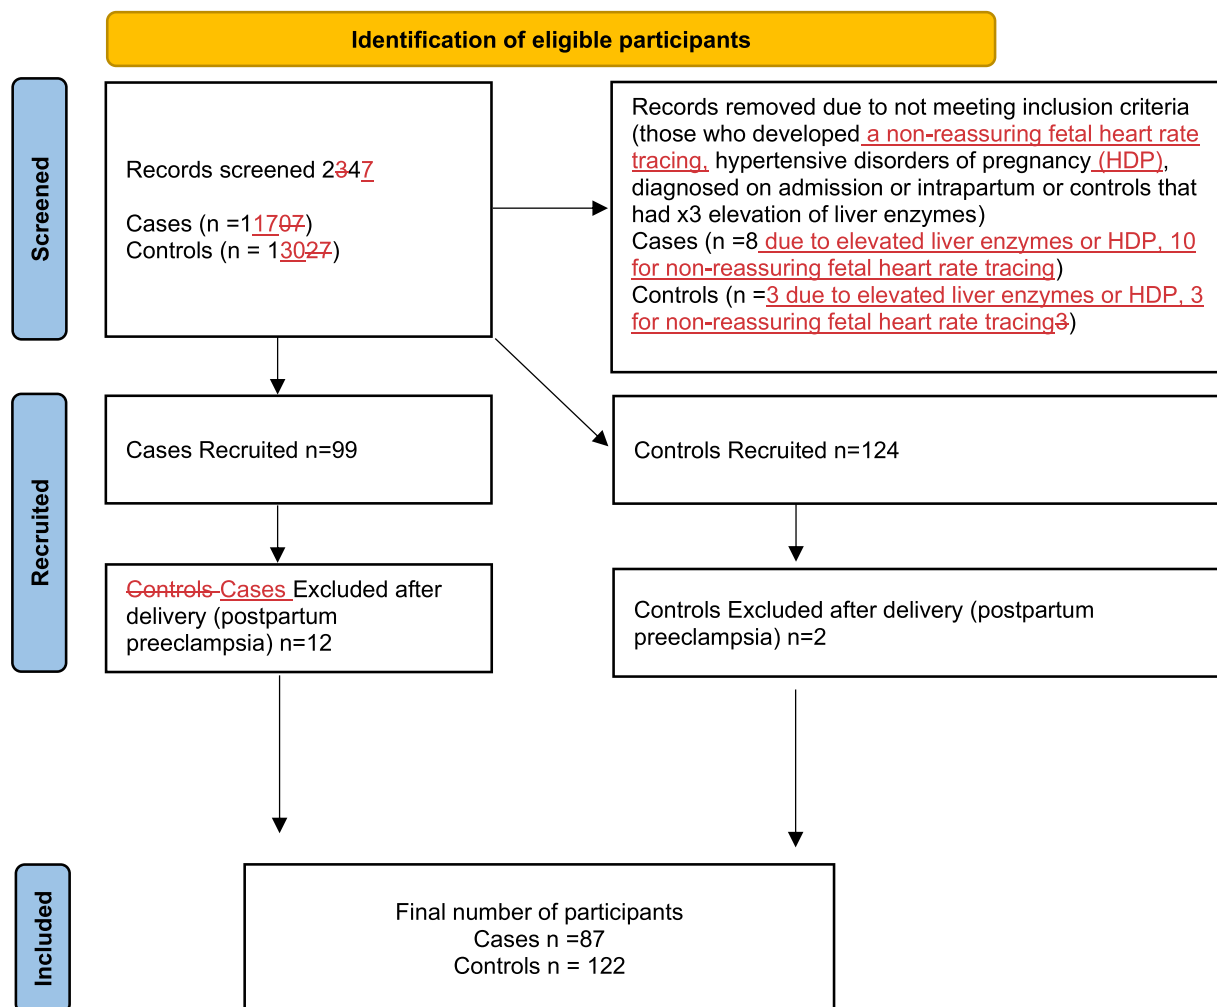 Identification of eligible participants
Screened
Records screened 2347
Cases (n =11707)
Controls (n = 13027)
Records removed due to not meeting inclusion criteria
(those who developed a non-reassuring fetal heart rate
tracing, hypertensive disorders of pregnancy (HDP),
diagnosed on admission or intrapartum or controls that
had x3 elevation of liver enzymes)
Cases (n =8 due to elevated liver enzymes or HDP, 10
for non-reassuring fetal heart rate tracing)
Controls (n =3 due to elevated liver enzymes or HDP, 3
for non-reassuring fetal heart rate tracing3)
Recruited
Cases Recruited n=99
Controls Recruited n=124
Controls Cases Excluded after
delivery (postpartum
preeclampsia) n=12
Controls Excluded after delivery (postpartum
preeclampsia) n=2
Included
Final number of participants
Cases n =87
Controls n = 122